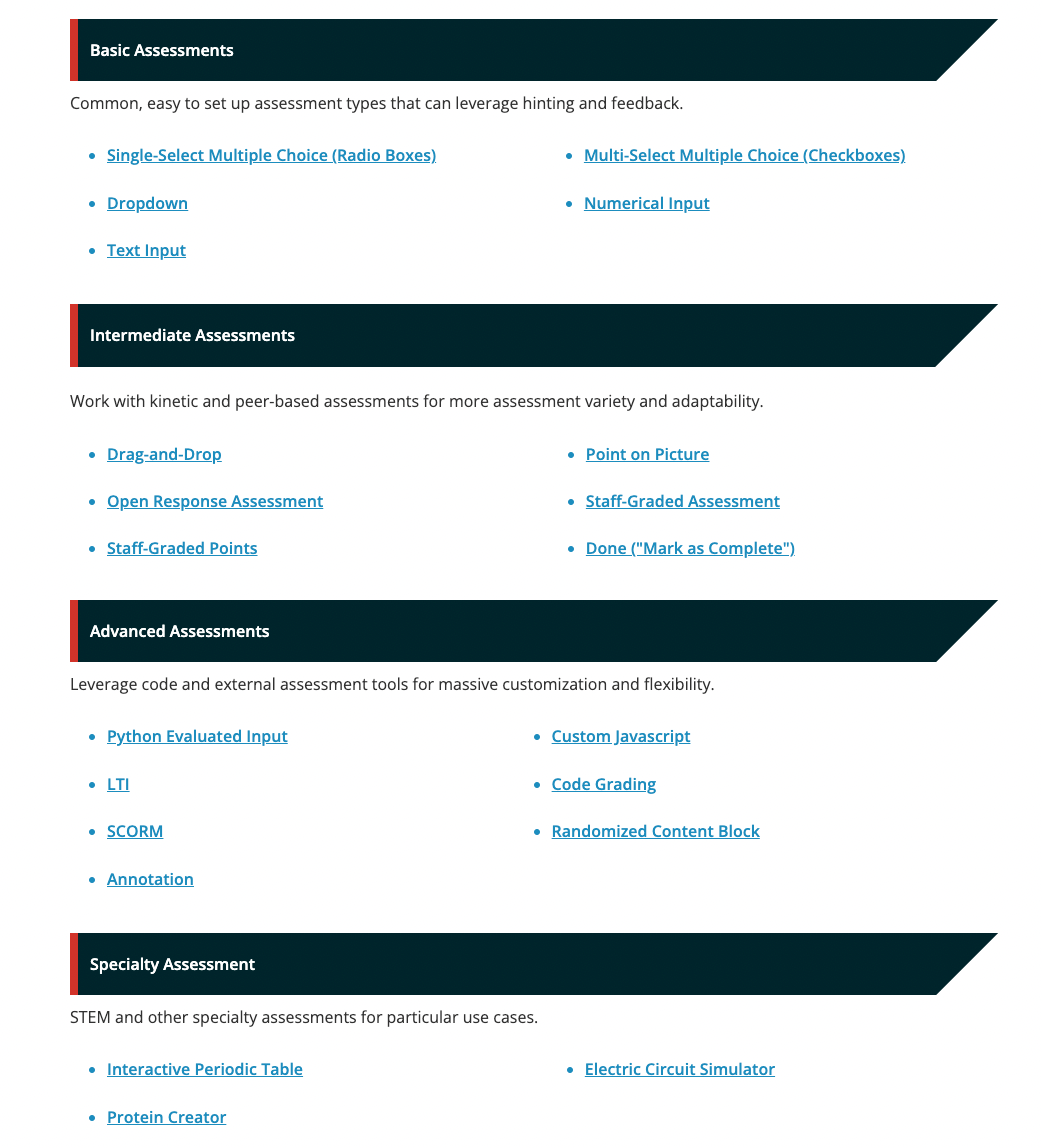 Basic Assessments
Common, easy to set up assessment types that can leverage hinting and feedback.
Single-Select Multiple Choice (Radio Boxes)
Multi-Select Multiple Choice (Checkboxes)
Dropdown
Numerical Input
Text Input
Intermediate Assessments
Work with kinetic and peer-based assessments for more assessment variety and adaptability.
Drag-and-Drop
Point on Picture
Open Response Assessment
Staff-Graded Assessment
Staff-Graded Points
Done ("Mark as Complete")
Advanced Assessments
Leverage code and external assessment tools for massive customization and flexibility.
Python Evaluated Input
Custom Javascript
LTI
Code Grading
SCORM
Randomized Content Block
Annotation
Specialty Assessment
STEM and other specialty assessments for particular use cases.
Interactive Periodic Table
Electric Circuit Simulator
Protein Creator